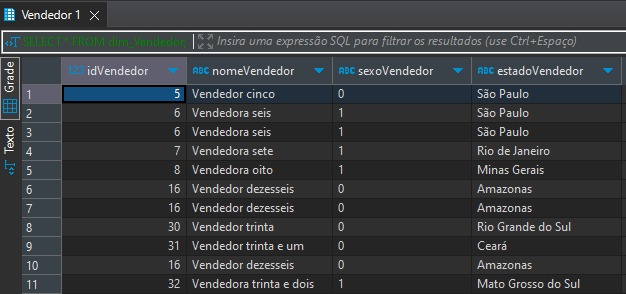 Vendedor 1
SELECT * FROM dim_vendedor; Insira uma expressão SQL para filtrar os resultados (use Ctrl+Espaço)
Grade
Texto
123 idVendedor ABC nomeVendedor ABC sexoVendedor ABC estadoVendedor
1 5 Vendedor cinco 0 São Paulo
2 6 Vendedora seis 1 São Paulo
3 6 Vendedora seis 1 São Paulo
4 7 Vendedora sete 1 Rio de Janeiro
5 8 Vendedora oito 1 Minas Gerais
6 16 Vendedor dezesseis 0 Amazonas
7 16 Vendedor dezesseis 0 Amazonas
8 30 Vendedor trinta 0 Rio Grande do Sul
9 31 Vendedor trinta e um 0 Ceará
10 16 Vendedor dezesseis 0 Amazonas
11 32 Vendedora trinta e dois 1 Mato Grosso do Sul